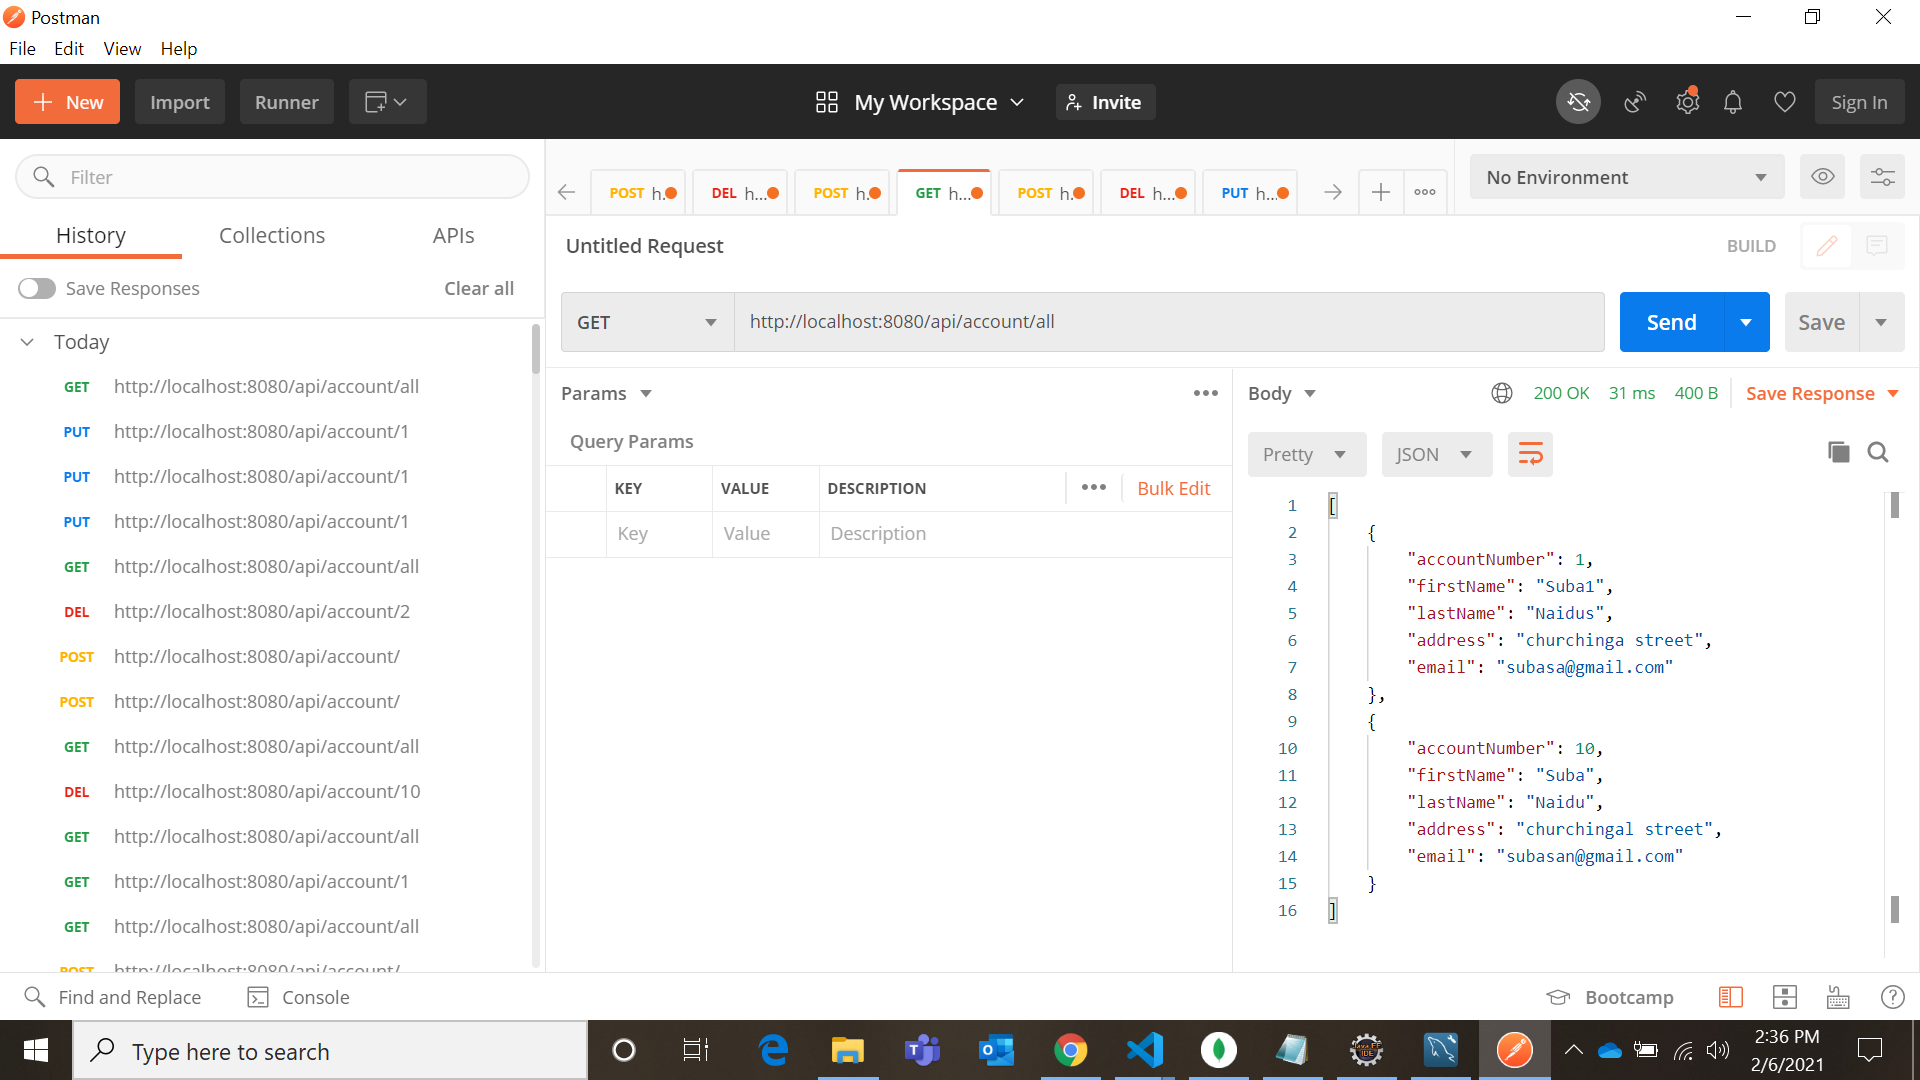 Postman
File Edit View Help
New Import Runner My Workspace Invite Sign In
Filter
History Collections APIs
Save Responses Clear all
Today
GET http://localhost:8080/api/account/all
PUT http://localhost:8080/api/account/1
PUT http://localhost:8080/api/account/1
PUT http://localhost:8080/api/account/1
GET http://localhost:8080/api/account/all
DEL http://localhost:8080/api/account/2
POST http://localhost:8080/api/account/
POST http://localhost:8080/api/account/
GET http://localhost:8080/api/account/all
DEL http://localhost:8080/api/account/10
GET http://localhost:8080/api/account/all
GET http://localhost:8080/api/account/1
GET http://localhost:8080/api/account/all
POST http://localhost:8080/api/account/
POST h. DEL h... POST h. GET h... POST h. DEL h... PUT h...
No Environment
Untitled Request BUILD
GET http://localhost:8080/api/account/all Send Save
Params
Query Params
KEY VALUE DESCRIPTION Bulk Edit
Key Value Description
Body 200 OK 31 ms 400 B Save Response
Pretty JSON
1 [
2 {
3 "accountNumber": 1,
4 "firstName": "Suba1",
5 "lastName": "Naidus",
6 "address": "churchinga street",
7 "email": "subasa@gmail.com"
8 },
9 {
10 "accountNumber": 10,
11 "firstName": "Suba",
12 "lastName": "Naidu",
13 "address": "churchingal street",
14 "email": "subasan@gmail.com"
15 }
16 ]
Find and Replace Console Bootcamp
Type here to search
Java EE
IDE
2:36 PM
2/6/2021